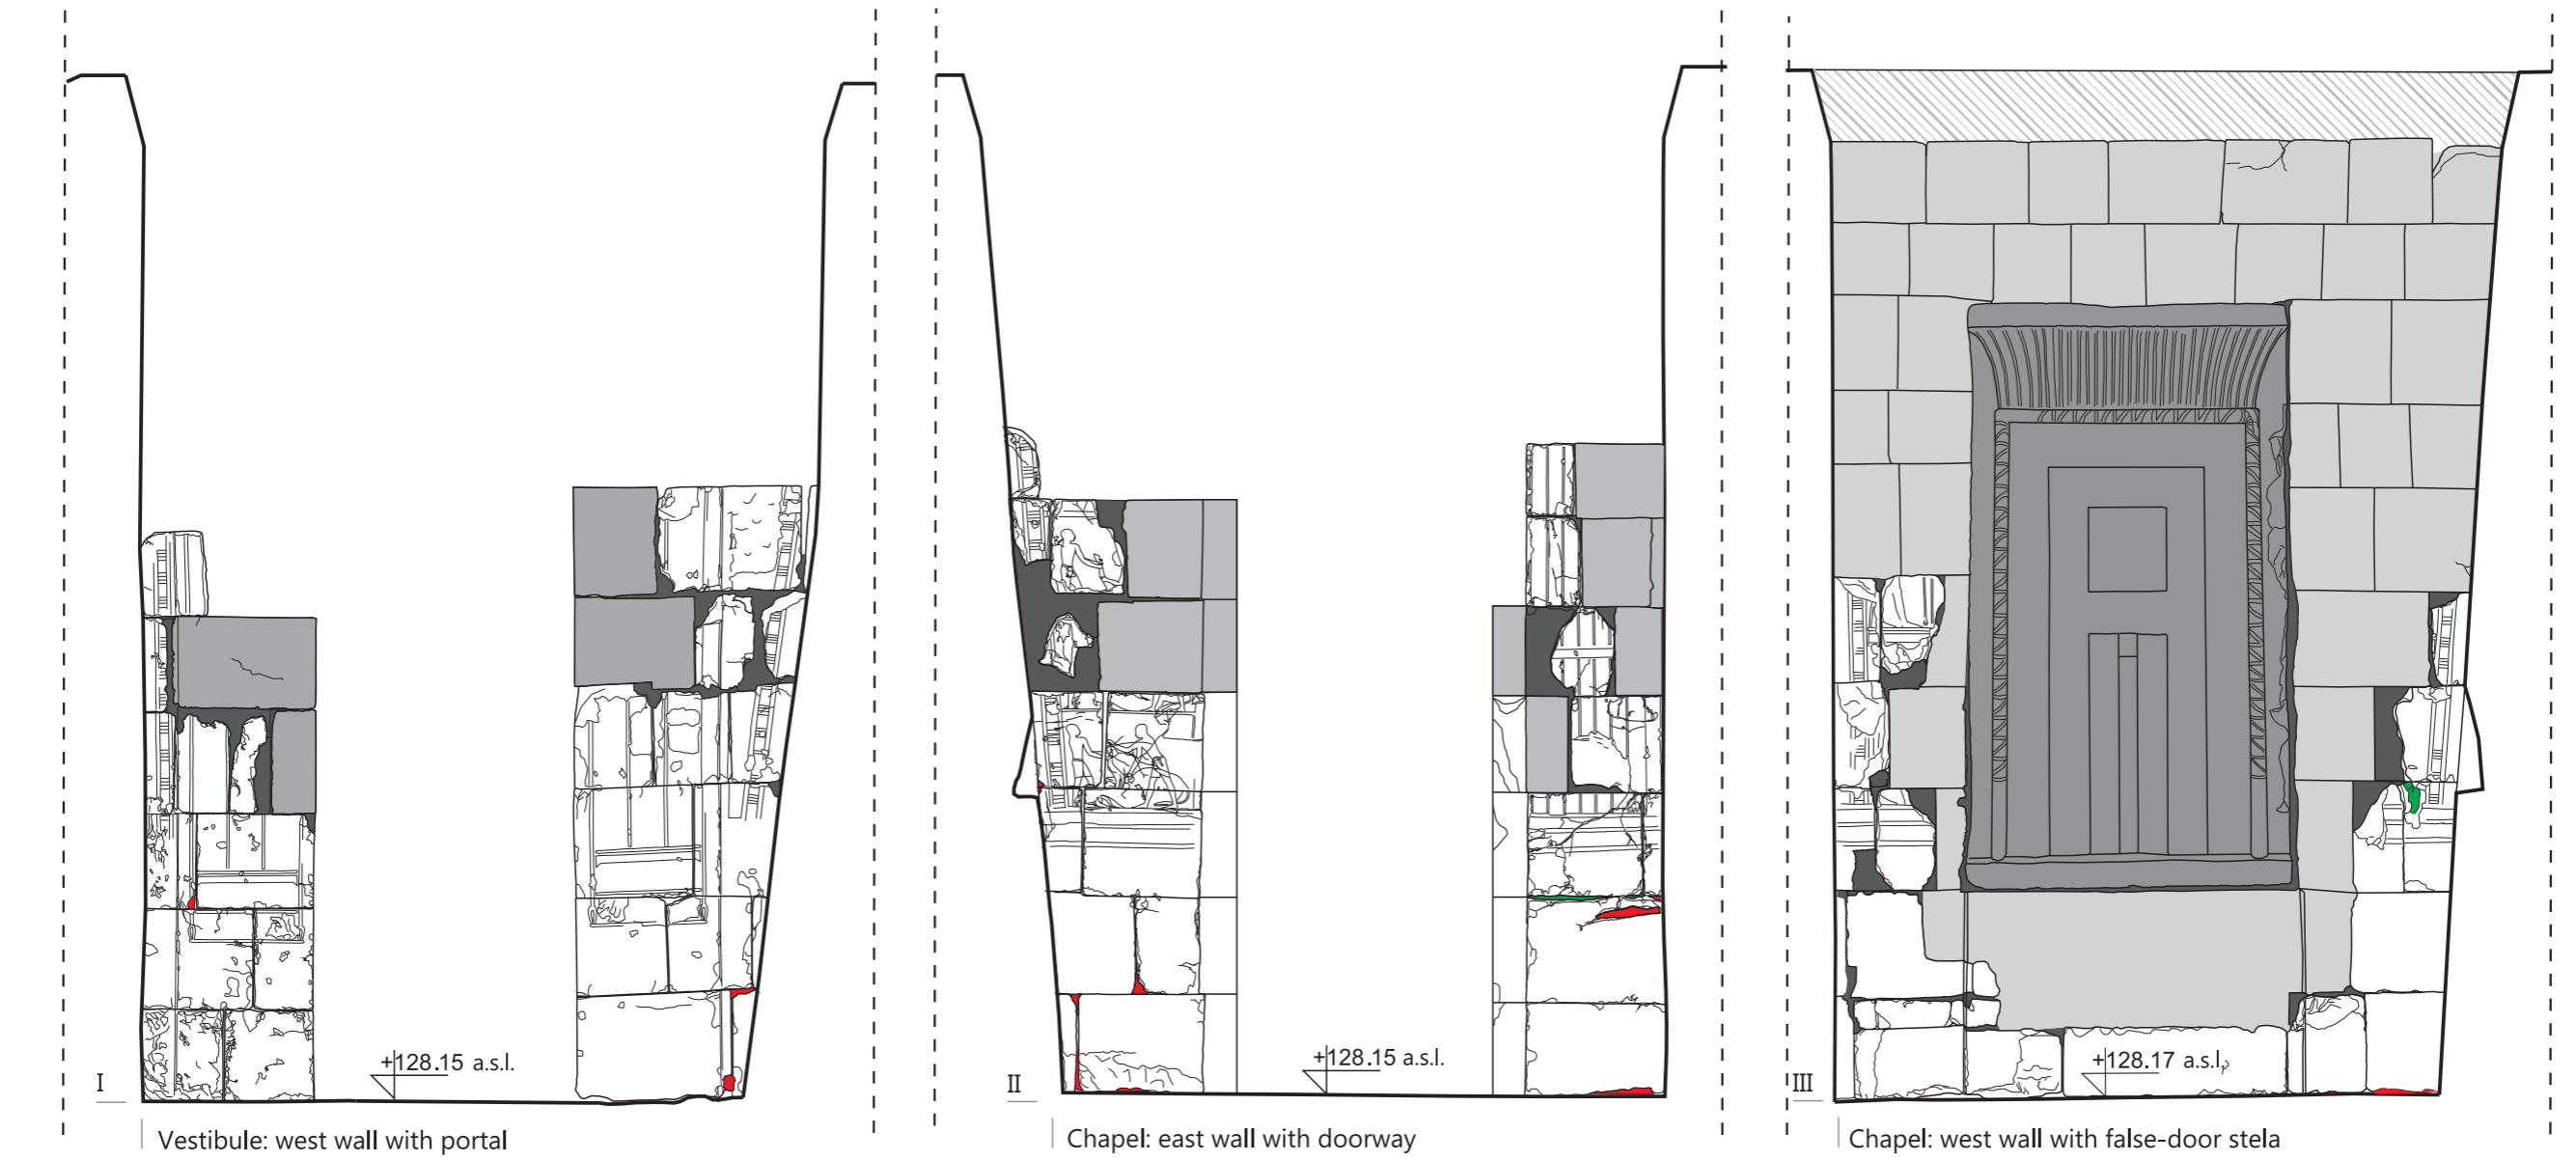 +128.15 a.s.l.
I
Vestibule: west wall with portal
+128.15 a.s.l.
II
Chapel: east wall with doorway
+128.17 a.s.l.
III
Chapel: west wall with false-door stela